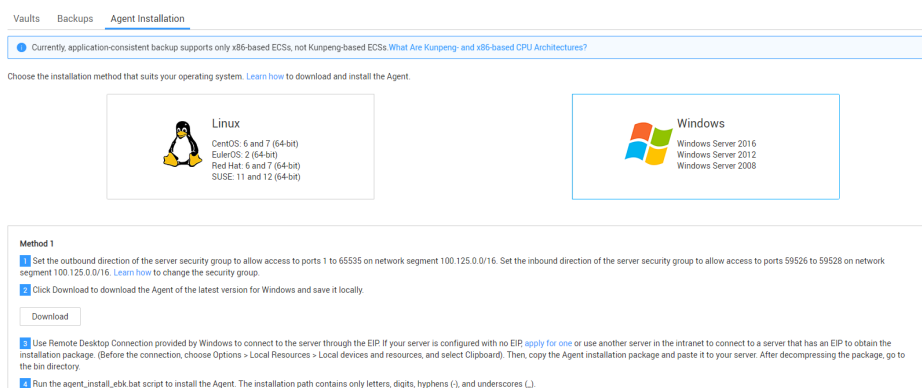 Vaults Backups Agent Installation
Currently, application-consistent backup supports only x86-based ECSs, not Kunpeng-based ECSs.What Are Kunpeng- and x86-based CPU Architectures?
Choose the installation method that suits your operating system. Learn how to download and install the Agent.
Linux
CentOS: 6 and 7 (64-bit)
EulerOS: 2 (64-bit)
Red Hat: 6 and 7 (64-bit)
SUSE: 11 and 12 (64-bit)
Windows
Windows Server 2016
Windows Server 2012
Windows Server 2008
Method 1
1 Set the outbound direction of the server security group to allow access to ports 1 to 65535 on network segment 100.125.0.0/16. Set the inbound direction of the server security group to allow access to ports 59526 to 59528 on network
segment 100.125.0.0/16. Learn how to change the security group.
2 Click Download to download the Agent of the latest version for Windows and save it locally.
Download
3 Use Remote Desktop Connection provided by Windows to connect to the server through the EIP. If your server is configured with no EIP, apply for one or use another server in the intranet to connect to a server that has an EIP to obtain the
installation package. (Before the connection, choose Options > Local Resources > Local devices and resources, and select Clipboard). Then, copy the Agent installation package and paste it to your server. After decompressing the package, go to
the bin directory.
4 Run the agent_install_ebk.bat script to install the Agent. The installation path contains only letters, digits, hyphens (-), and underscores (_).